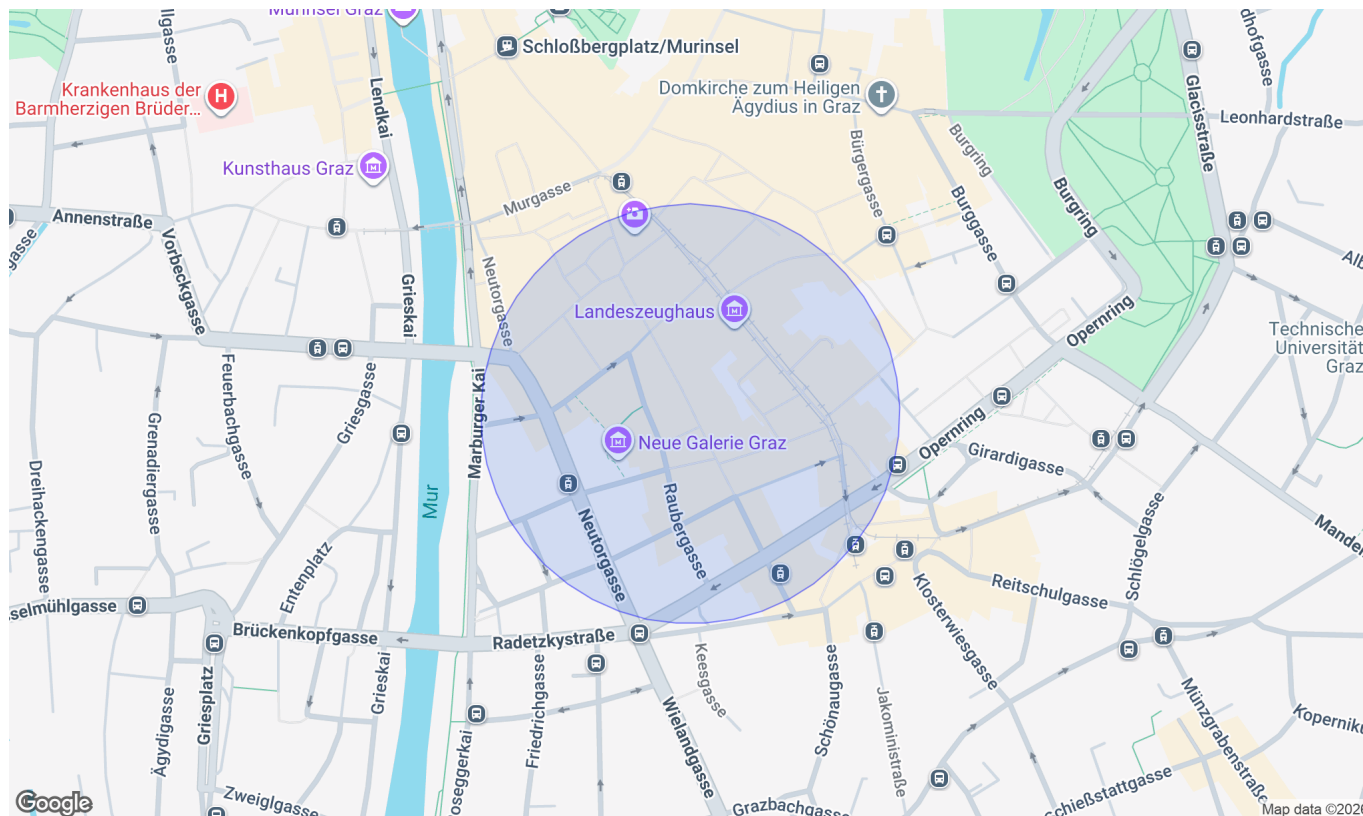 Murinsel Graz
Schloßbergplatz/Murinsel
Krankenhaus der
Barmherzigen Brüder...
Lendkai
Domkirche zum Heiligen
Ägydius in Graz
Glacisstraße
Leonhardstraße
Kunsthaus Graz
Bürgergasse
Burgring
Murgasse
Burggasse
Burgring
Annenstraße
Vorbeckgasse
Neutorgasse
Grieskai
Landeszeughaus
Opernring
Technische
Universität
Graz
Feuerbachgasse
Griesgasse
Marburger Kai
Grenadiergasse
Opernring
Neue Galerie Graz
Girardigasse
Dreihackengasse
Mur
Raubergasse
Neutorgasse
Schlögelgasse
Entenplatz
Klosterwiesgasse
Reitschulgasse
Brückenkopfgasse
Radetzkystraße
Keesgasse
Grieskai
Griesplatz
Ägydigasse
Friedrichgasse
Wielandgasse
Schönaugasse
Jakoministraße
Münzgrabenstraße
Zweiglgasse
Grazbachgasse
Google
Map data ©2026